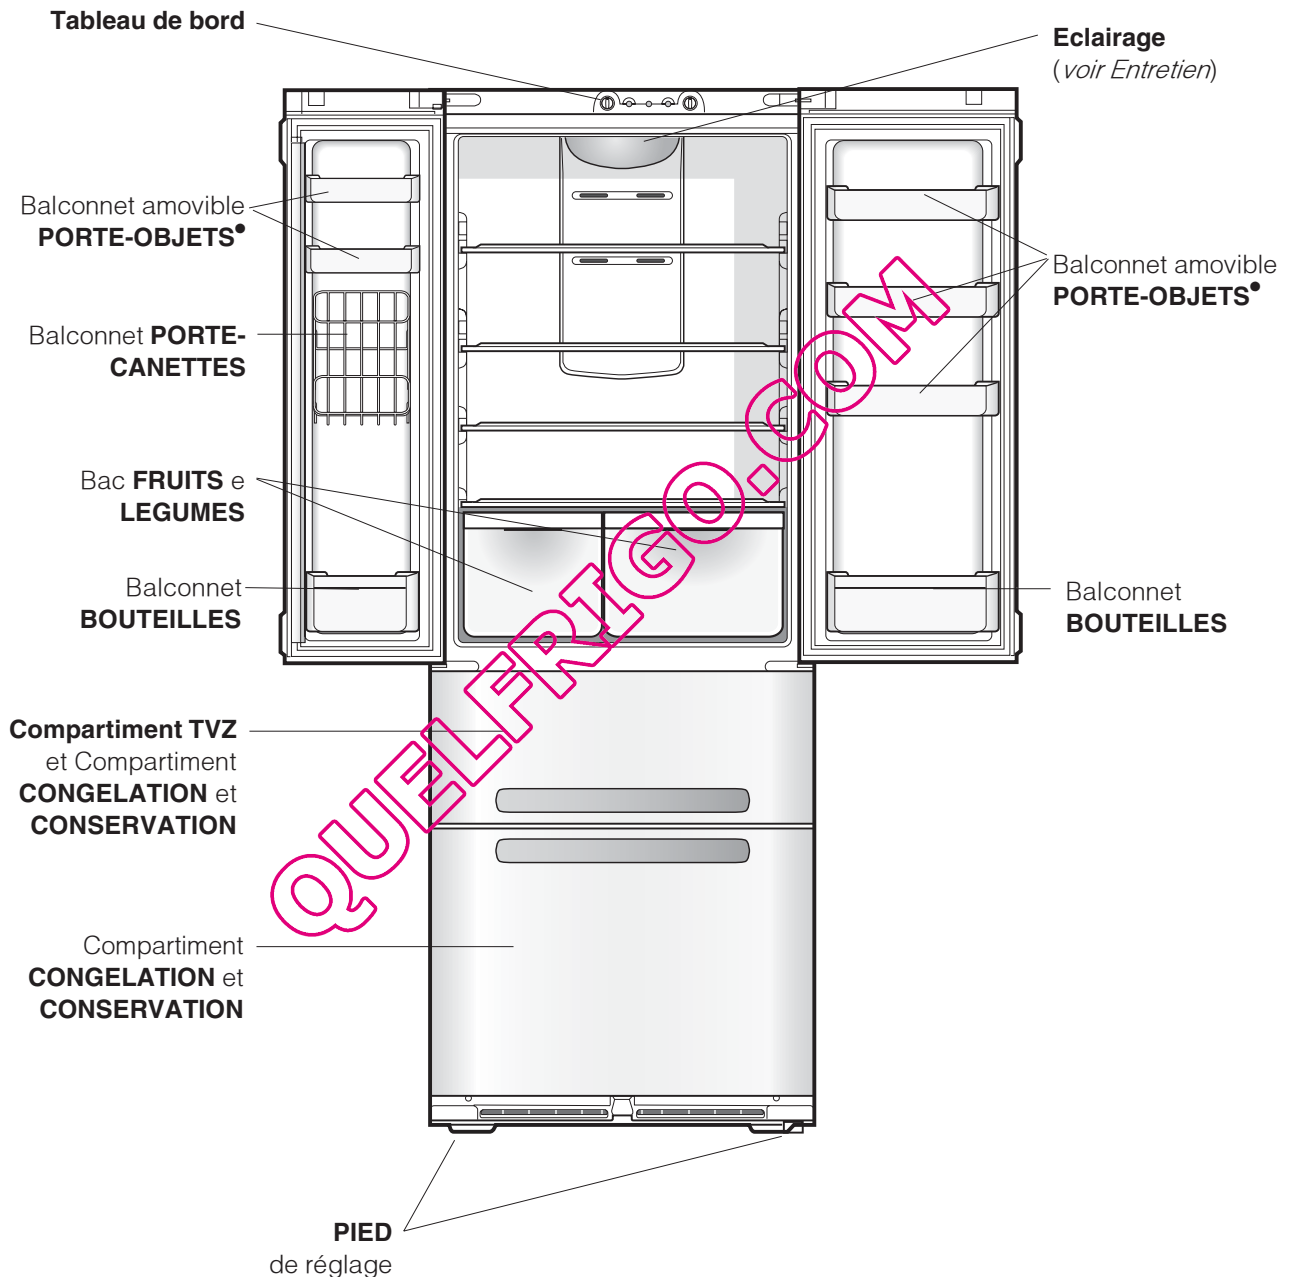 Tableau de bord
Eclairage
(voir Entretien)
Balconnet amovible
PORTE-OBJETS●
Balconnet PORTE-
CANETTES
Bac FRUITS e
LEGUMES
Balconnet
BOUTEILLES
Compartiment TVZ
et Compartiment
CONGELATION et
CONSERVATION
Compartiment
CONGELATION et
CONSERVATION
PIED
de réglage
Balconnet amovible
PORTE-OBJETS●
Balconnet
BOUTEILLES
QUELFRIGO.COM